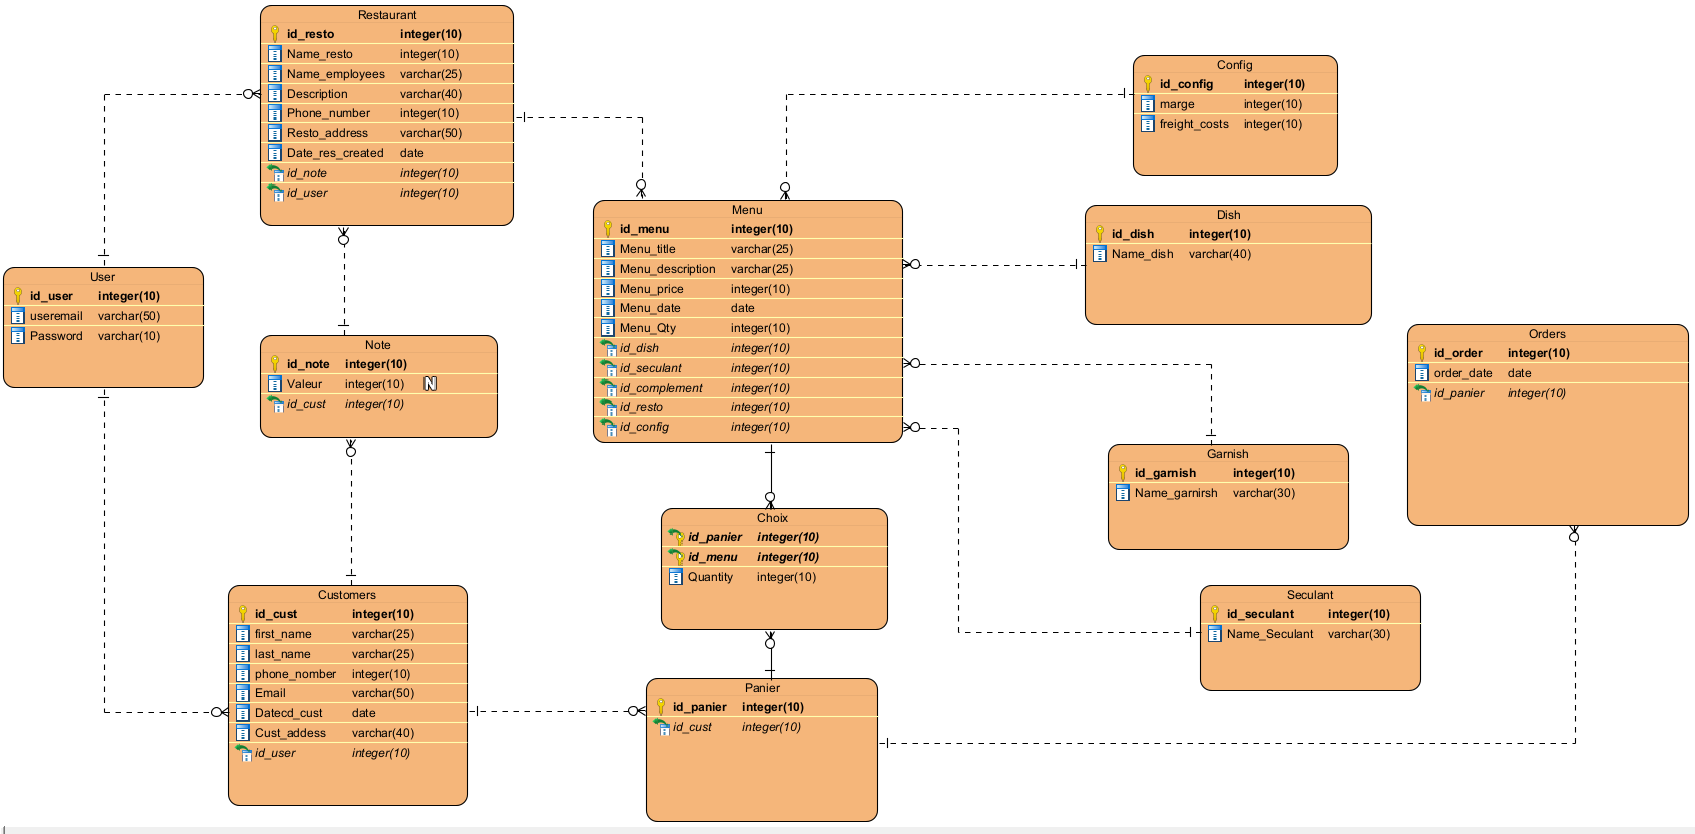 Restaurant
id_resto integer(10)
Name_resto integer(10)
Name_employees varchar(25)
Description varchar(40)
Phone_number integer(10)
Resto_address varchar(50)
Date_res_created date
id_note integer(10)
id_user integer(10)
Config
id_config integer(10)
marge integer(10)
freight_costs integer(10)
Menu
id_menu integer(10)
Menu_title varchar(25)
Menu_description varchar(25)
Menu_price integer(10)
Menu_date date
Menu_Qty integer(10)
id_dish integer(10)
id_seculant integer(10)
id_complement integer(10)
id_resto integer(10)
id_config integer(10)
Dish
id_dish integer(10)
Name_dish varchar(40)
User
id_user integer(10)
useremail varchar(50)
Password varchar(10)
Note
id_note integer(10)
Valeur integer(10) N
id_cust integer(10)
Orders
id_order integer(10)
order_date date
id_panier integer(10)
Garnish
id_garnish integer(10)
Name_garnirsh varchar(30)
Choix
id_panier integer(10)
id_menu integer(10)
Quantity integer(10)
Customers
id_cust integer(10)
first_name varchar(25)
last_name varchar(25)
phone_nomber integer(10)
Email varchar(50)
Datecd_cust date
Cust_addess varchar(40)
id_user integer(10)
Seculant
id_seculant integer(10)
Name_Seculant varchar(30)
Panier
id_panier integer(10)
id_cust integer(10)